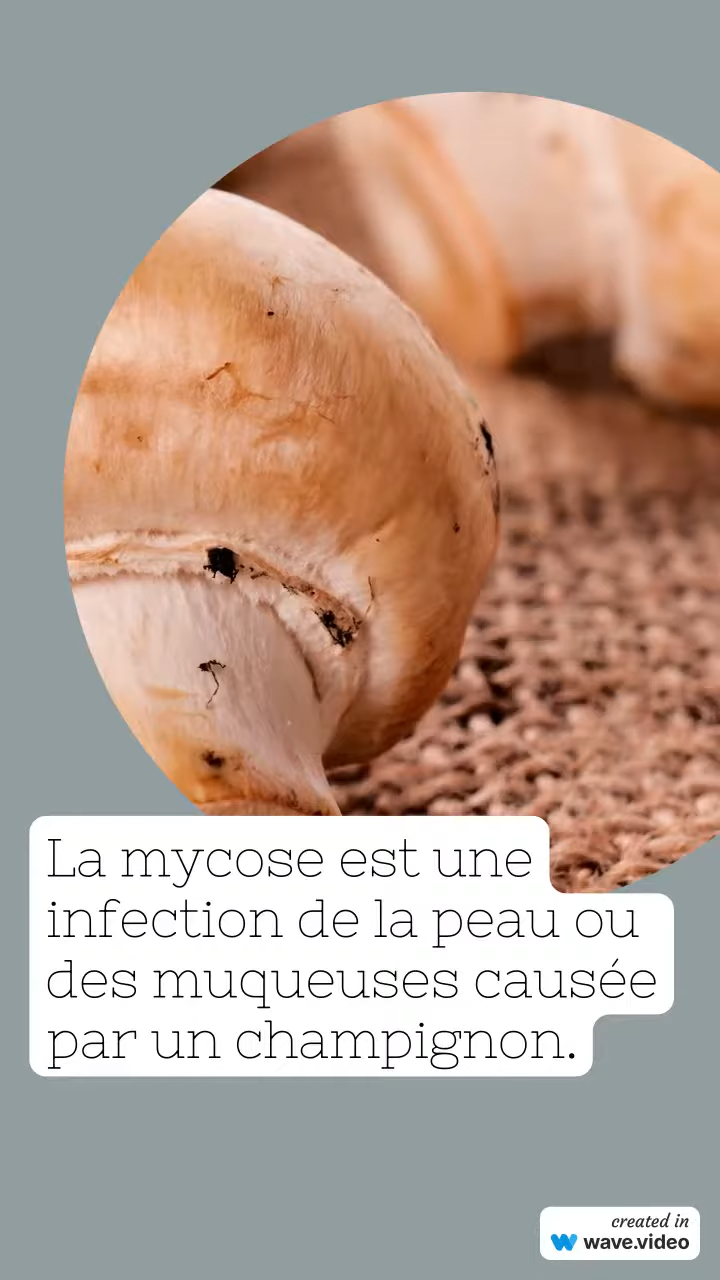 La mycose est une
infection de la peau ou
des muqueuses causée
par un champignon.
created in
wave.video